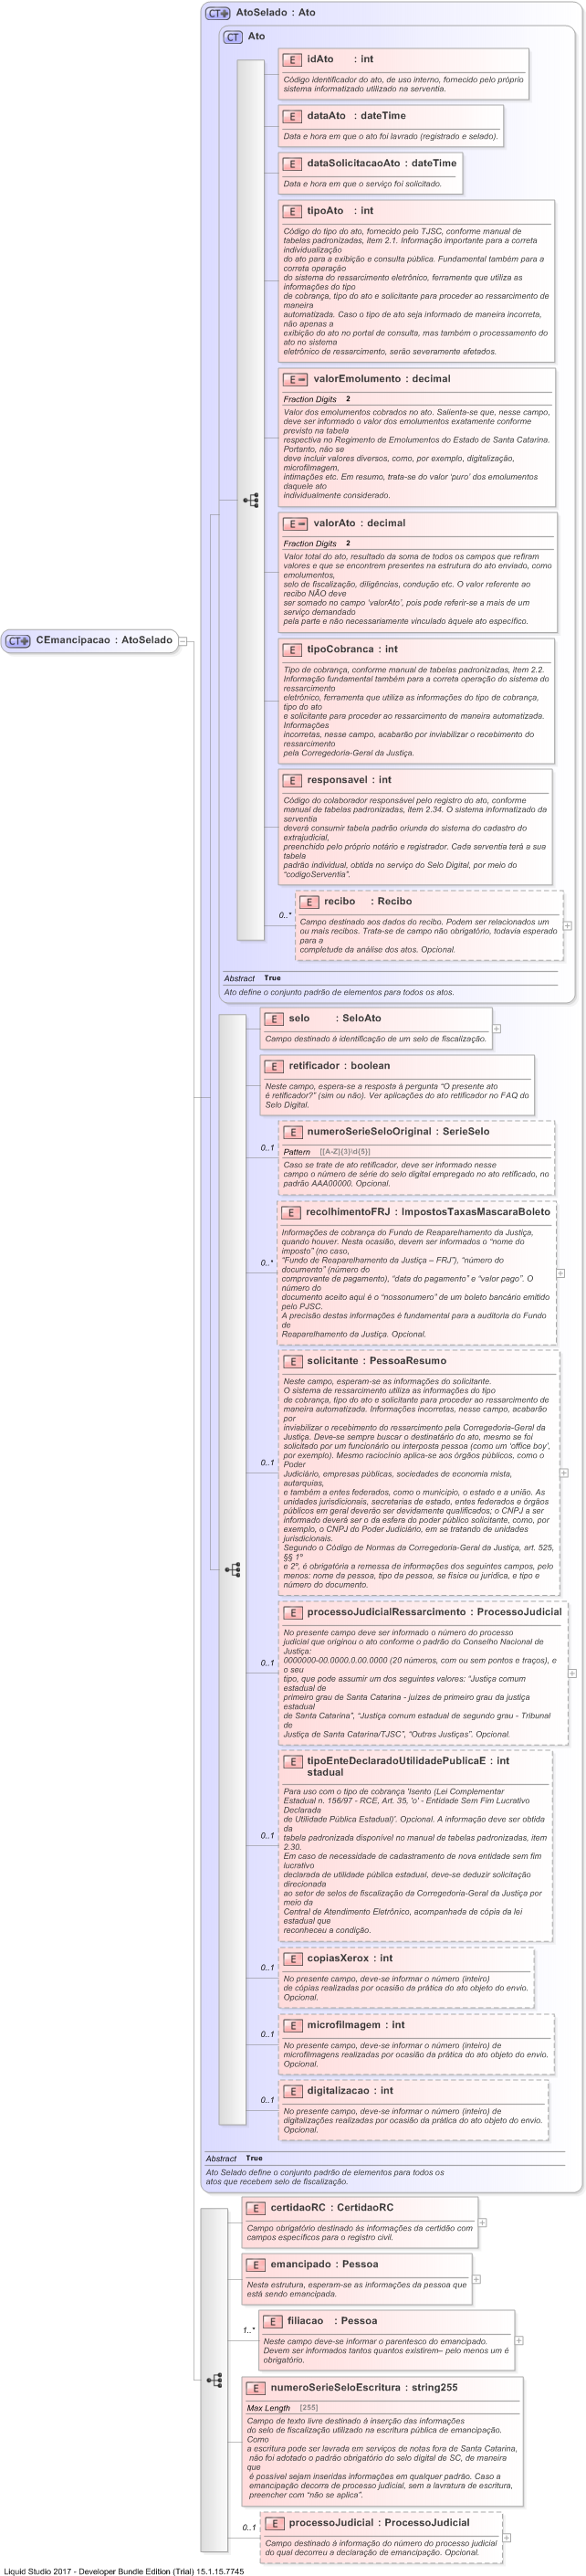 AtoSelado : Ato
Ato
idAto : int
Código identificador do ato, de uso interno, fornecido pelo próprio
sistema informatizado utilizado na serventia.
dataAto : dateTime
Data e hora em que o ato foi lavrado (registrado e selado).
dataSolicitacaoAto : dateTime
Data e hora em que o serviço foi solicitado.
tipoAto : int
Código do tipo do ato, fornecido pelo TJSC, conforme manual de
tabelas padronizadas, item 2.1. Informação importante para a correta
individualização
do ato para a exibição e consulta pública. Fundamental também para a
correta operação
do sistema do ressarcimento eletrônico, ferramenta que utiliza as
informações do tipo
de cobrança, tipo do ato e solicitante para proceder ao ressarcimento de
maneira
automatizada. Caso o tipo de ato seja informado de maneira incorreta,
não apenas a
exibição do ato no portal de consulta, mas também o processamento do
ato no sistema
eletrônico de ressarcimento, serão severamente afetados.
valorEmolumento : decimal
Fraction Digits 2
Valor dos emolumentos cobrados no ato. Salienta-se que, nesse campo,
deve ser informado o valor dos emolumentos exatamente conforme
previsto na tabela
respectiva no Regimento de Emolumentos do Estado de Santa Catarina.
Portanto, não se
deve incluir valores diversos, como, por exemplo, digitalização,
microfilmagem,
intimações etc. Em resumo, trata-se do valor ‘puro’ dos emolumentos
daquele ato
individualmente considerado.
valorAto : decimal
Fraction Digits 2
Valor total do ato, resultado da soma de todos os campos que refiram
valores e que se encontrem presentes na estrutura do ato enviado, como
emolumentos,
selo de fiscalização, diligências, condução etc. O valor referente ao
recibo NÃO deve
ser somado no campo ‘valorAto’, pois pode referir-se a mais de um
serviço demandado
pela parte e não necessariamente vinculado àquele ato específico.
CEmancipacao : AtoSelado
tipoCobranca : int
Tipo de cobrança, conforme manual de tabelas padronizadas, item 2.2.
Informação fundamental também para a correta operação do sistema do
ressarcimento
eletrônico, ferramenta que utiliza as informações do tipo de cobrança,
tipo do ato
e solicitante para proceder ao ressarcimento de maneira automatizada.
Informações
incorretas, nesse campo, acabarão por inviabilizar o recebimento do
ressarcimento
pela Corregedoria-Geral da Justiça.
responsavel : int
Código do colaborador responsável pelo registro do ato, conforme
manual de tabelas padronizadas, item 2.34. O sistema informatizado da
serventia
deverá consumir tabela padrão oriunda do sistema do cadastro do
extrajudicial,
preenchido pelo próprio notário e registrador. Cada serventia terá a sua
tabela
padrão individual, obtida no serviço do Selo Digital, por meio do
“codigoServentia”.
recibo : Recibo
0..*
Campo destinado aos dados do recibo. Podem ser relacionados um
ou mais recibos. Trata-se de campo não obrigatório, todavia esperado
para a
completude da análise dos atos. Opcional.
Abstract True
Ato define o conjunto padrão de elementos para todos os atos.
selo : SeloAto
Campo destinado à identificação de um selo de fiscalização.
retificador : boolean
Neste campo, espera-se a resposta à pergunta “O presente ato
é retificador?” (sim ou não). Ver aplicações do ato retificador no FAQ do
Selo Digital.
numeroSerieSeloOriginal : SerieSelo
0..1
Pattern [[A-Z]{3}\d{5}]
Caso se trate de ato retificador, deve ser informado nesse
campo o número de série do selo digital empregado no ato retificado, no
padrão AAA00000. Opcional.
recolhimentoFRJ : ImpostosTaxasMascaraBoleto
0..*
Informações de cobrança do Fundo de Reaparelhamento da Justiça,
quando houver. Nesta ocasião, devem ser informados o “nome do
imposto” (no caso,
“Fundo de Reaparelhamento da Justiça – FRJ”), “número do
documento” (número do
comprovante de pagamento), “data do pagamento” e “valor pago”. O
número do
documento aceito aqui é o “nossonumero” de um boleto bancário emitido
pelo PJSC.
A precisão destas informações é fundamental para a auditoria do Fundo
de
Reaparelhamento da Justiça. Opcional.
solicitante : PessoaResumo
0..1
Neste campo, esperam-se as informações do solicitante.
O sistema de ressarcimento utiliza as informações do tipo
de cobrança, tipo do ato e solicitante para proceder ao ressarcimento de
maneira automatizada. Informações incorretas, nesse campo, acabarão
por
inviabilizar o recebimento do ressarcimento pela Corregedoria-Geral da
Justiça. Deve-se sempre buscar o destinatário do ato, mesmo se foi
solicitado por um funcionário ou interposta pessoa (como um ‘office boy’,
por exemplo). Mesmo raciocínio aplica-se aos órgãos públicos, como o
Poder
Judiciário, empresas públicas, sociedades de economia mista,
autarquias,
e também a entes federados, como o município, o estado e a união. As
unidades jurisdicionais, secretarias de estado, entes federados e órgãos
públicos em geral deverão ser devidamente qualificados; o CNPJ a ser
informado deverá ser o da esfera do poder público solicitante, como, por
exemplo, o CNPJ do Poder Judiciário, em se tratando de unidades
jurisdicionais.
Segundo o Código de Normas da Corregedoria-Geral da Justiça, art. 525,
§§ 1º
e 2º, é obrigatória a remessa de informações dos seguintes campos, pelo
menos: nome da pessoa, tipo da pessoa, se física ou jurídica, e tipo e
número do documento.
processoJudicialRessarcimento : ProcessoJudicial
0..1
No presente campo deve ser informado o número do processo
judicial que originou o ato conforme o padrão do Conselho Nacional de
Justiça:
0000000-00.0000.0.00.0000 (20 números, com ou sem pontos e traços), e
o seu
tipo, que pode assumir um dos seguintes valores: “Justiça comum
estadual de
primeiro grau de Santa Catarina - juízes de primeiro grau da justiça
estadual
de Santa Catarina”, “Justiça comum estadual de segundo grau - Tribunal
de
Justiça de Santa Catarina/TJSC”, “Outras Justiças”. Opcional.
tipoEnteDeclaradoUtilidadePublicaE : int
stadual
0..1
Para uso com o tipo de cobrança 'Isento (Lei Complementar
Estadual n. 156/97 - RCE, Art. 35, 'o' - Entidade Sem Fim Lucrativo
Declarada
de Utilidade Pública Estadual)'. Opcional. A informação deve ser obtida
da
tabela padronizada disponível no manual de tabelas padronizadas, item
2.30.
Em caso de necessidade de cadastramento de nova entidade sem fim
lucrativo
declarada de utilidade pública estadual, deve-se deduzir solicitação
direcionada
ao setor de selos de fiscalização da Corregedoria-Geral da Justiça por
meio da
Central de Atendimento Eletrônico, acompanhada de cópia da lei
estadual que
reconheceu a condição.
copiasXerox : int
0..1
No presente campo, deve-se informar o número (inteiro)
de cópias realizadas por ocasião da prática do ato objeto do envio.
Opcional.
microfilmagem : int
0..1
No presente campo, deve-se informar o número (inteiro) de
microfilmagens realizadas por ocasião da prática do ato objeto do envio.
Opcional.
digitalizacao : int
0..1
No presente campo, deve-se informar o número (inteiro) de
digitalizações realizadas por ocasião da prática do ato objeto do envio.
Opcional.
Abstract True
Ato Selado define o conjunto padrão de elementos para todos os
atos que recebem selo de fiscalização.
certidaoRC : CertidaoRC
Campo obrigatório destinado às informações da certidão com
campos específicos para o registro civil.
emancipado : Pessoa
Nesta estrutura, esperam-se as informações da pessoa que
está sendo emancipada.
filiacao : Pessoa
1..*
Neste campo deve-se informar o parentesco do emancipado.
Devem ser informados tantos quantos existirem– pelo menos um é
obrigatório.
numeroSerieSeloEscritura : string255
Max Length [255]
Campo de texto livre destinado à inserção das informações
do selo de fiscalização utilizado na escritura pública de emancipação.
Como
a escritura pode ser lavrada em serviços de notas fora de Santa Catarina,
não foi adotado o padrão obrigatório do selo digital de SC, de maneira
que
é possível sejam inseridas informações em qualquer padrão. Caso a
emancipação decorra de processo judicial, sem a lavratura de escritura,
preencher com “não se aplica”.
processoJudicial : ProcessoJudicial
0..1
Campo destinado à informação do número do processo judicial
do qual decorreu a declaração de emancipação. Opcional.
Liquid Studio 2017 - Developer Bundle Edition (Trial) 15.1.15.7745